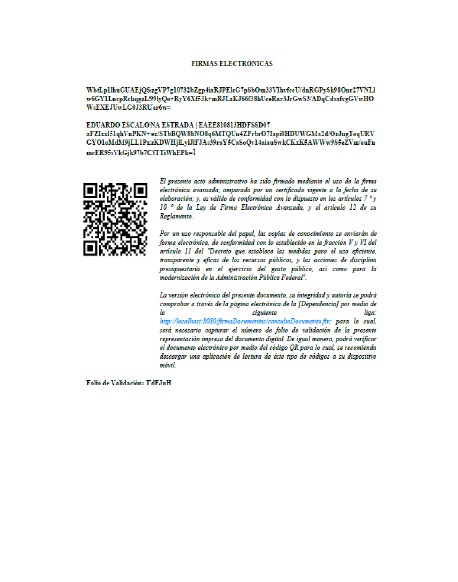 FIRMAS ELECTRÓNICAS
EDUARDO ESCALONA ESTRADA | EAEE810813HDFSSD07
El presente acto administrativo ha sido firmado mediante el uso de la firma
electrónica avanzada, amparada por un certificado vigente a la fecha de su
elaboración; y, es válido de conformidad con lo dispuesto en los artículos 7 ° y
10 ° de la Ley de Firma Electrónica Avanzada, y el artículo 12 de su
Reglamento.
Por un uso responsable del papel, las copias de conocimiento se enviarán de
forma electrónica, de conformidad con lo establecido en la fracción V y VI del
artículo 11 del "Decreto que establece las medidas para el uso eficiente,
transparente y eficaz de los recursos públicos, y las acciones de disciplina
presupuestaria en el ejercicio del gasto público, así como para la
modernización de la Administración Pública Federal".
La versión electrónica del presente documento, su integridad y autoría se podrá
comprobar a través de la página electrónica de la [Dependencia] por medio de
la siguiente liga:
para lo cual,
será necesario capturar el número de folio de validación de la presente
representación impresa del documento digital. De igual manera, podrá verificar
el documento electrónico por medio del código QR para lo cual, se recomienda
descargar una aplicación de lectura de éste tipo de códigos a su dispositivo
móvil.
Folio de Validación: